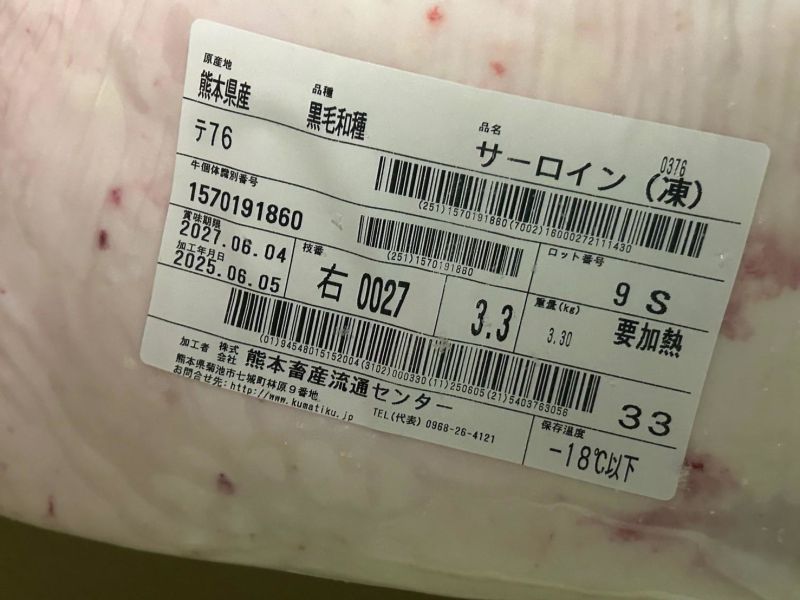 原産地
熊本県産
品種
黒毛和種
品名
サーロイン (凍)
0376
テ76
牛個体識別番号
1570191860
(251)1570191860(7002)16000272111430
賞味期限
2027.06.04
加工年月日
2025.06.05
(251)1570191860
枝番
右 0027
3.3
ロット番号
9 S
重量(kg)
3.30
要加熱
(01)94548015152004(3102)000330(11)250605(21)5403763056
33
加工者 株式会社 熊本畜産流通センター
熊本県菊池市七城町林原9番地
お問合せ先:http://www.kumatiku.jp TEL(代表) 0968-26-4121
保存温度
-18℃以下